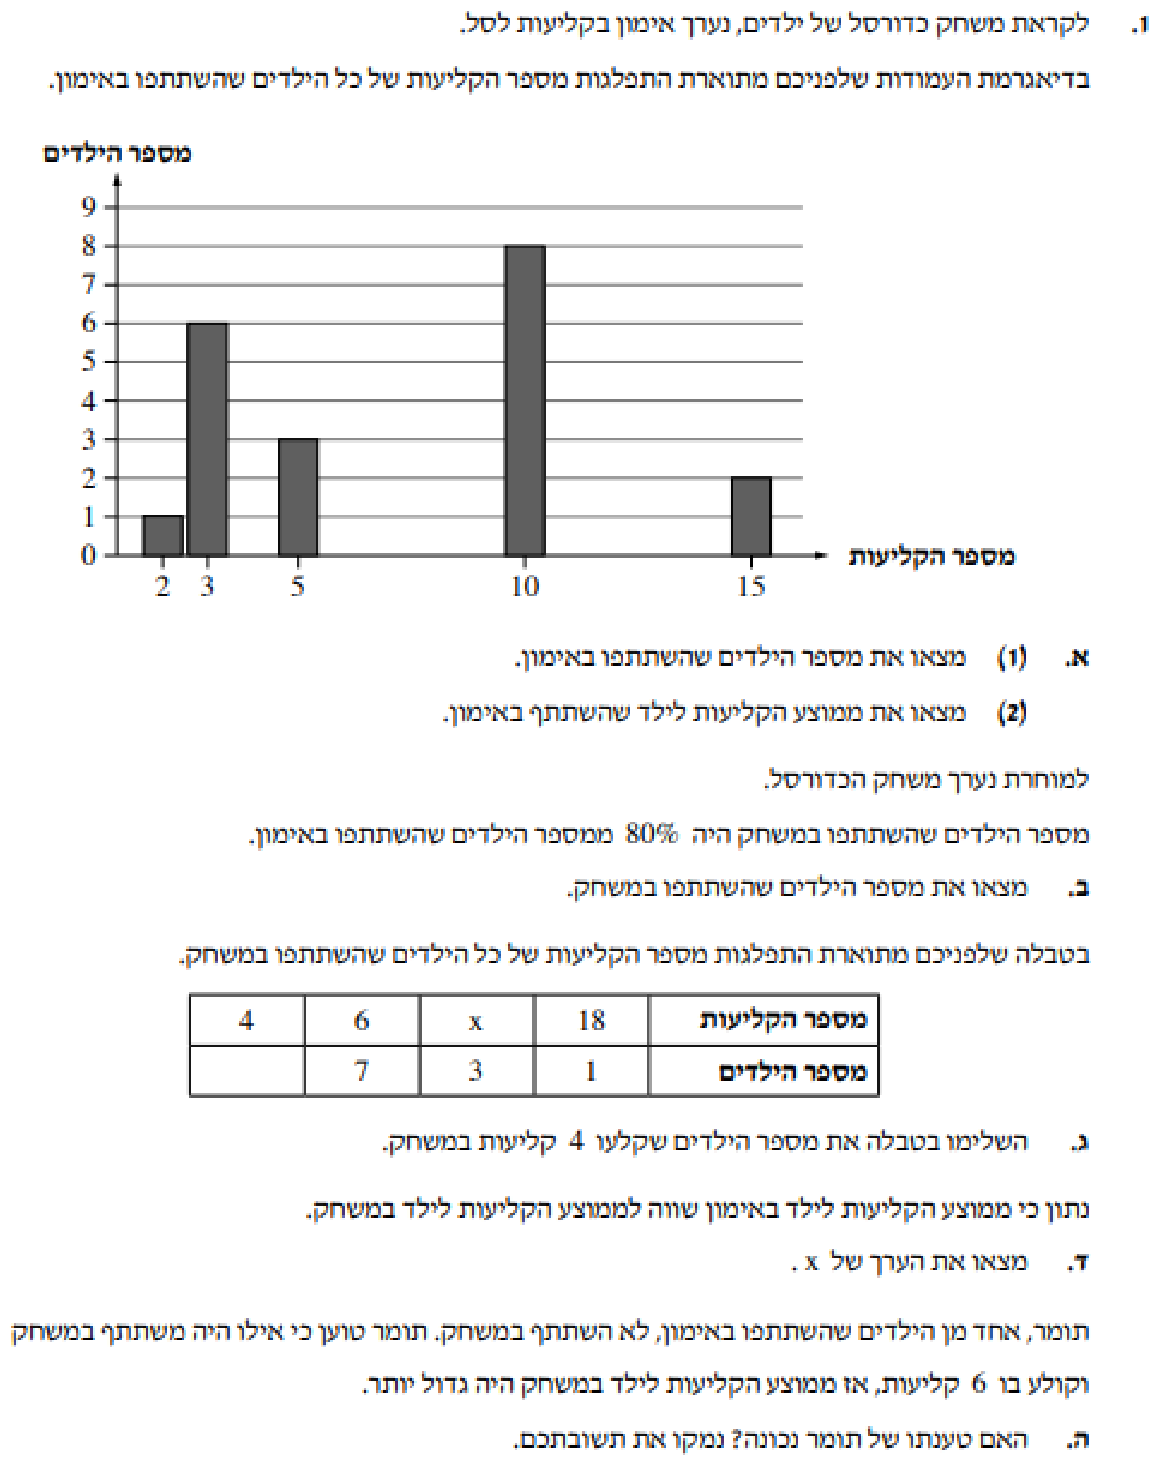 1. לקראת משחק כדורסל של ילדים, נערך אימון בקליעות לסל.
בדיאגרמת העמודות שלפניכם מתוארת התפלגות מספר הקליעות של כל הילדים שהשתתפו באימון.
מספר הילדים
9
8
7
6
5
4
3
2
1
0
מספר הקליעות
2 3 5 10 15
א. (1) מצאו את מספר הילדים שהשתתפו באימון.
(2) מצאו את ממוצע הקליעות לילד שהשתתף באימון.
למוחרת נערך משחק הכדורסל.
מספר הילדים שהשתתפו במשחק היה 80% ממספר הילדים שהשתתפו באימון.
ב. מצאו את מספר הילדים שהשתתפו במשחק.
בטבלה שלפניכם מתוארת התפלגות מספר הקליעות של כל הילדים שהשתתפו במשחק.
מספר הקליעות 18 x 6 4
מספר הילדים 1 3 7
ג. השלימו בטבלה את מספר הילדים שקלעו 4 קליעות במשחק.
נתון כי ממוצע הקליעות לילד באימון שווה לממוצע הקליעות לילד במשחק.
ד. מצאו את הערך של x .
תומר, אחד מן הילדים שהשתתפו באימון, לא השתתף במשחק. תומר טוען כי אילו היה משתתף במשחק
וקולע בו 6 קליעות, אז ממוצע הקליעות לילד במשחק היה גדול יותר.
ה. האם טענתו של תומר נכונה? נמקו את תשובתכם.